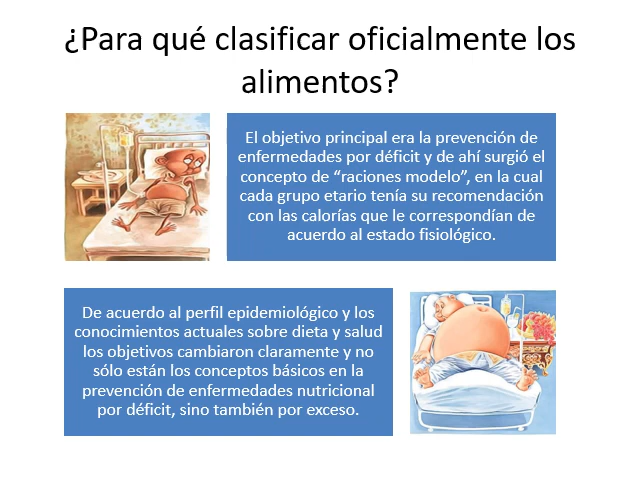 ¿Para qué clasificar oficialmente los
alimentos?
El objetivo principal era la prevención de
enfermedades por déficit y de ahí surgió el
concepto de “raciones modelo”, en la cual
cada grupo etario tenía su recomendación
con las calorías que le correspondían de
acuerdo al estado fisiológico.
De acuerdo al perfil epidemiológico y los
conocimientos actuales sobre dieta y salud
los objetivos cambiaron claramente y no
sólo están los conceptos básicos en la
prevención de enfermedades nutricional
por déficit, sino también por exceso.